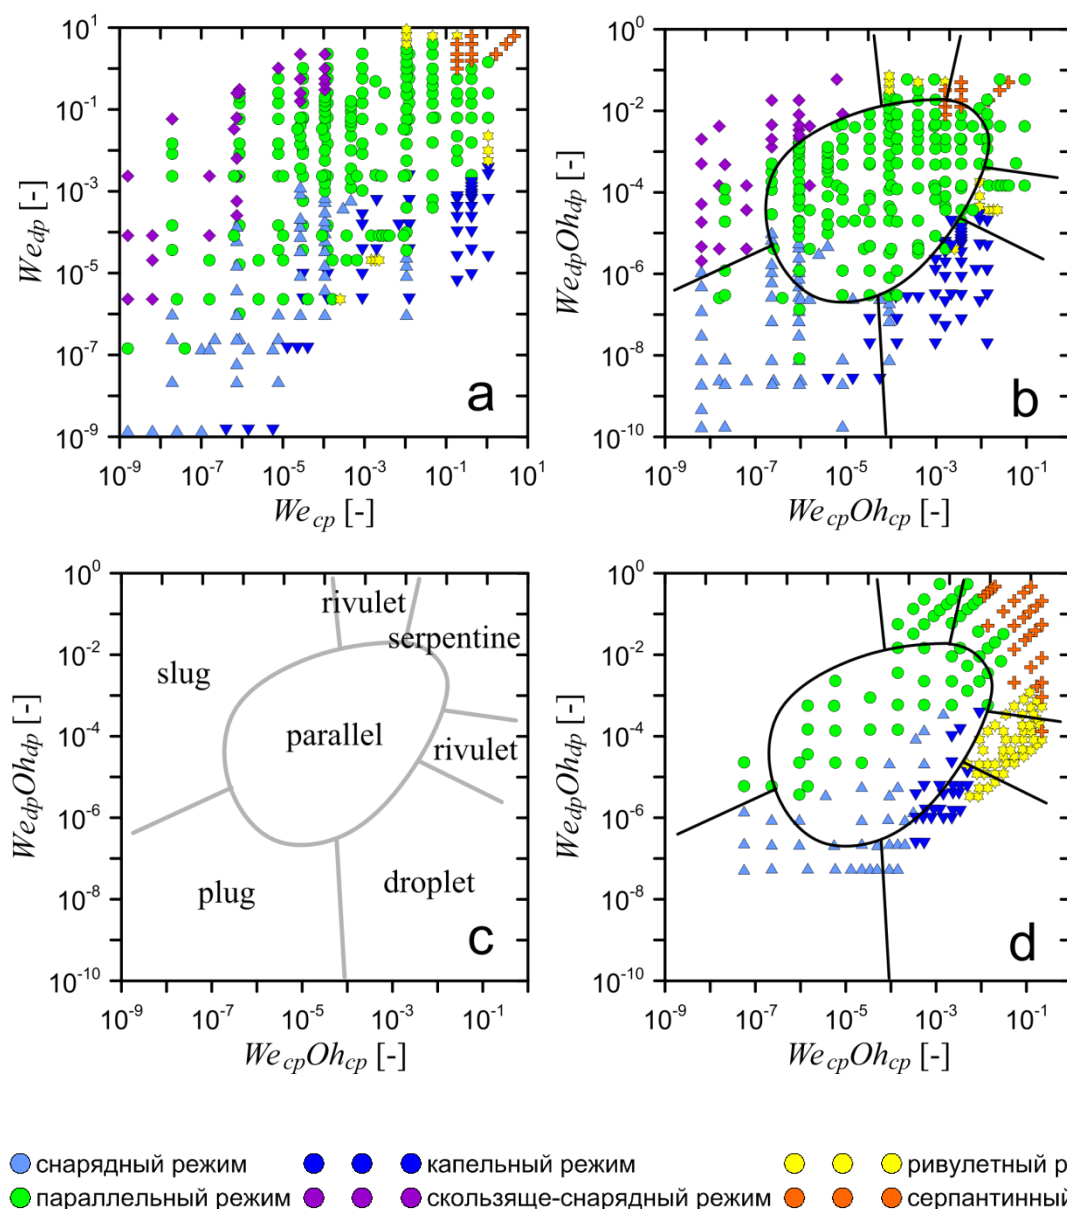 10^1
10^-1
10^-3
10^-5
10^-7
10^-9
We_dp [-]
a
10^-9 10^-7 10^-5 10^-3 10^-1 10^1
We_cp [-]
10^0
10^-2
10^-4
10^-6
10^-8
10^-10
We_dpOh_dp [-]
b
10^-9 10^-7 10^-5 10^-3 10^-1
We_cpOh_cp [-]
10^0
10^-2
10^-4
10^-6
10^-8
10^-10
We_dpOh_dp [-]
rivulet
serpentine
slug
parallel
rivulet
plug
droplet
c
10^-9 10^-7 10^-5 10^-3 10^-1
We_cpOh_cp [-]
10^0
10^-2
10^-4
10^-6
10^-8
10^-10
We_dpOh_dp [-]
d
10^-9 10^-7 10^-5 10^-3 10^-1
We_cpOh_cp [-]
снарядный режим капельный режим ривулетный р
параллельный режим скользяще-снарядный режим серпантинный